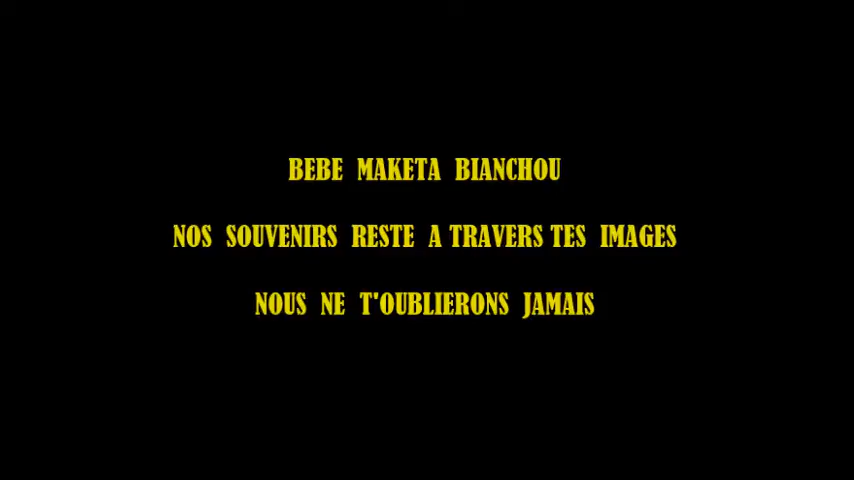 BEBE MAKETA BIANCHOU
NOS SOUVENIRS RESTE A TRAVERS TES IMAGES
NOUS NE T'OUBLIERONS JAMAIS